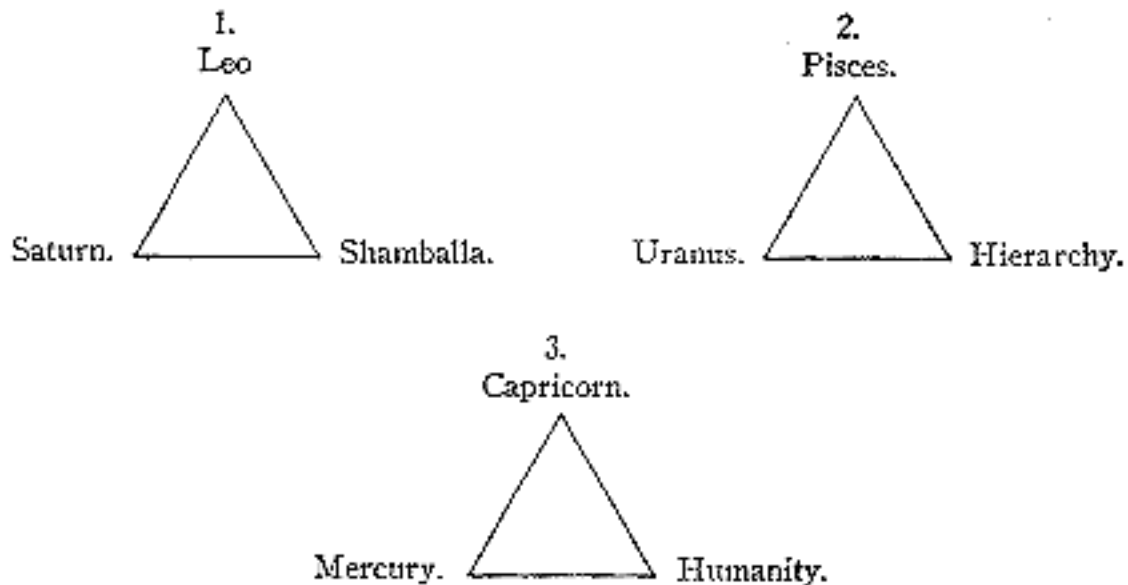 1.
Leo
Saturn.
Shamballa.
2.
Pisces.
Uranus.
Hierarchy.
3.
Capricorn.
Mercury.
Humanity.